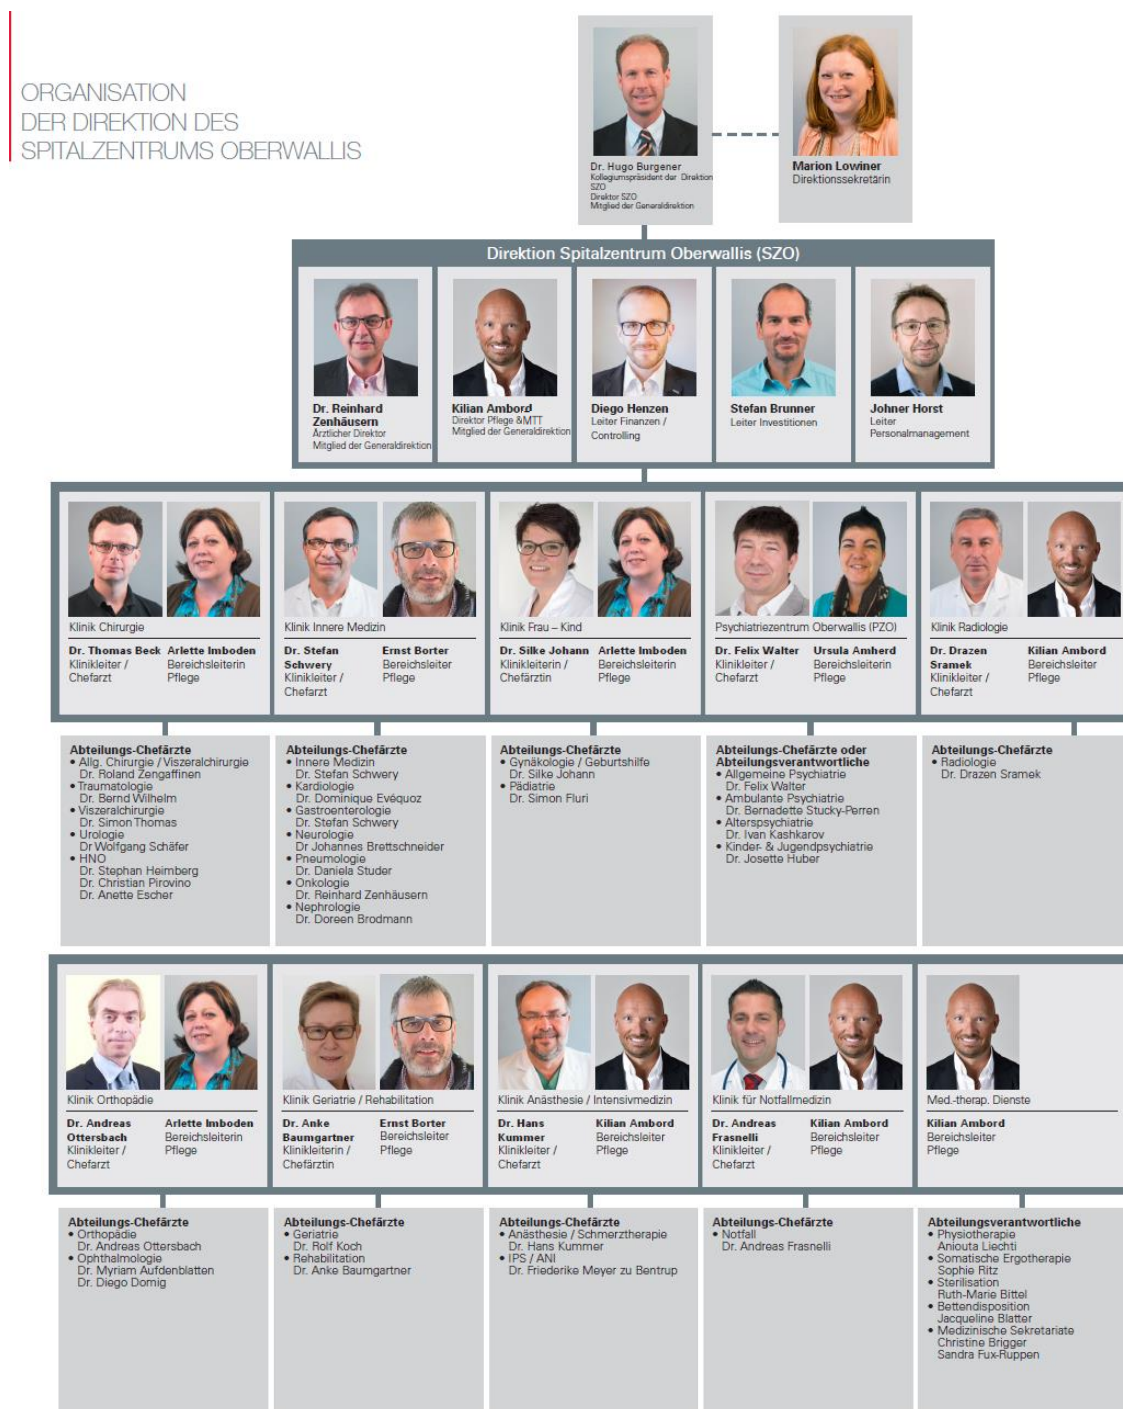 ORGANISATION
DER DIREKTION DES
SPITALZENTRUMS OBERWALLIS
Dr. Hugo Burgener
Kollegiumspräsident der Direktion
SZO
Direktor SZO
Mitglied der Generaldirektion
Marion Lowiner
Direktionssekretärin
Direktion Spitalzentrum Oberwallis (SZO)
Dr. Reinhard
Zenhäusern
Ärztlicher Direktor
Mitglied der Generaldirektion
Kilian Ambord
Direktor Pflege &MTT
Mitglied der Generaldirektion
Diego Henzen
Leiter Finanzen /
Controlling
Stefan Brunner
Leiter Investitionen
Johner Horst
Leiter
Personalmanagement
Klinik Chirurgie
Dr. Thomas Beck
Klinikleiter /
Chefarzt
Arlette Imboden
Bereichsleiterin
Pflege
Klinik Innere Medizin
Dr. Stefan
Schwery
Klinikleiter /
Chefarzt
Ernst Borter
Bereichsleiter
Pflege
Klinik Frau – Kind
Dr. Silke Johann
Klinikleiterin /
Chefärztin
Arlette Imboden
Bereichsleiterin
Pflege
Psychiatriezentrum Oberwallis (PZO)
Dr. Felix Walter
Klinikleiter /
Chefarzt
Ursula Amherd
Bereichsleiterin
Pflege
Klinik Radiologie
Dr. Drazen
Sramek
Klinikleiter /
Chefarzt
Kilian Ambord
Bereichsleiter
Pflege
Abteilungs-Chefärzte
• Allg. Chirurgie / Viszeralchirurgie
Dr. Roland Zengaffinen
• Traumatologie
Dr. Bernd Wilhelm
• Viszeralchirurgie
Dr. Simon Thomas
• Urologie
Dr Wolfgang Schäfer
• HNO
Dr. Stephan Heimberg
Dr. Christian Pirovino
Dr. Anette Escher
Abteilungs-Chefärzte
• Innere Medizin
Dr. Stefan Schwery
• Kardiologie
Dr. Dominique Evéquoz
• Gastroenterologie
Dr. Stefan Schwery
• Neurologie
Dr Johannes Brettschneider
• Pneumologie
Dr. Daniela Studer
• Onkologie
Dr. Reinhard Zenhäusern
• Nephrologie
Dr. Doreen Brodmann
Abteilungs-Chefärzte
• Gynäkologie / Geburtshilfe
Dr. Silke Johann
• Pädiatrie
Dr. Simon Fluri
Abteilungs-Chefärzte oder
Abteilungsverantwortliche
• Allgemeine Psychiatrie
Dr. Felix Walter
• Ambulante Psychiatrie
Dr. Bernadette Stucky-Perren
• Alterspsychiatrie
Dr. Ivan Kashkarov
• Kinder- & Jugendpsychiatrie
Dr. Josette Huber
Abteilungs-Chefärzte
• Radiologie
Dr. Drazen Sramek
Klinik Orthopädie
Dr. Andreas
Ottersbach
Klinikleiter /
Chefarzt
Arlette Imboden
Bereichsleiterin
Pflege
Klinik Geriatrie / Rehabilitation
Dr. Anke
Baumgartner
Klinikleiterin /
Chefärztin
Ernst Borter
Bereichsleiter
Pflege
Klinik Anästhesie / Intensivmedizin
Dr. Hans
Kummer
Klinikleiter /
Chefarzt
Kilian Ambord
Bereichsleiter
Pflege
Klinik für Notfallmedizin
Dr. Andreas
Frasnelli
Klinikleiter /
Chefarzt
Kilian Ambord
Bereichsleiter
Pflege
Med.-therap. Dienste
Kilian Ambord
Bereichsleiter
Pflege
Abteilungs-Chefärzte
• Orthopädie
Dr. Andreas Ottersbach
• Ophthalmologie
Dr. Myriam Aufdenblatten
Dr. Diego Domig
Abteilungs-Chefärzte
• Geriatrie
Dr. Rolf Koch
• Rehabilitation
Dr. Anke Baumgartner
Abteilungs-Chefärzte
• Anästhesie / Schmerztherapie
Dr. Hans Kummer
• IPS / ANI
Dr. Friederike Meyer zu Bentrup
Abteilungs-Chefärzte
• Notfall
Dr. Andreas Frasnelli
Abteilungsverantwortliche
• Physiotherapie
Aniouta Liechti
• Somatische Ergotherapie
Sophie Ritz
• Sterilisation
Ruth-Marie Bittel
• Bettendisposition
Jacqueline Blatter
• Medizinische Sekretariate
Christine Brigger
Sandra Fux-Ruppen